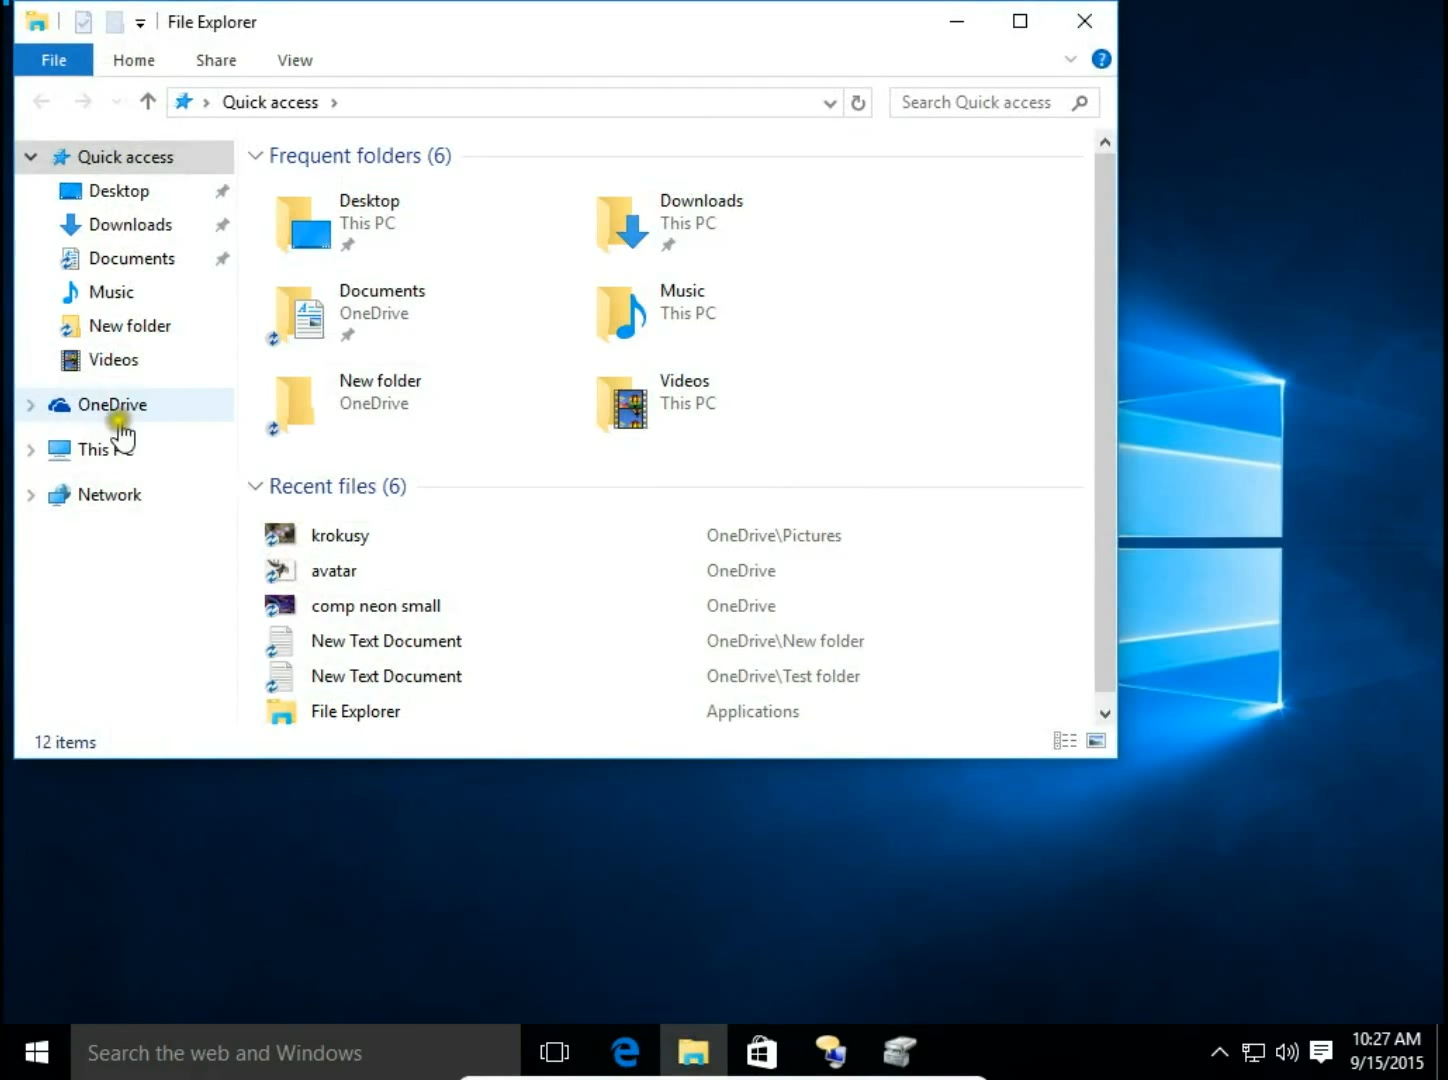 File Explorer
File Home Share View
Quick access Search Quick access
Quick access
Desktop
Downloads
Documents
Music
New folder
Videos
OneDrive
This PC
Network
Frequent folders (6)
Desktop
This PC
Downloads
This PC
Documents
OneDrive
Music
This PC
New folder
OneDrive
Videos
This PC
Recent files (6)
krokusy OneDrive\Pictures
avatar OneDrive
comp neon small OneDrive
New Text Document OneDrive\New folder
New Text Document OneDrive\Test folder
File Explorer Applications
12 items
Search the web and Windows
10:27 AM
9/15/2015